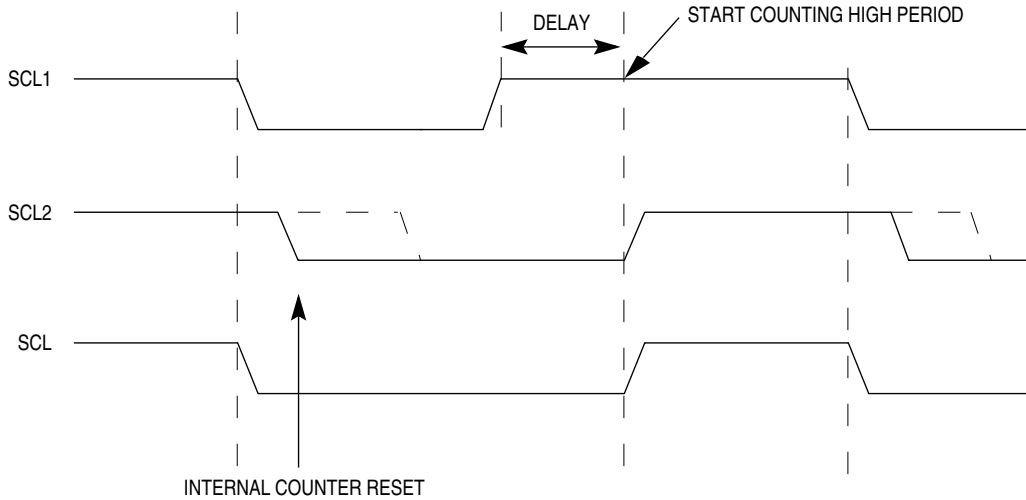 START COUNTING HIGH PERIOD
DELAY
SCL1
SCL2
SCL
INTERNAL COUNTER RESET